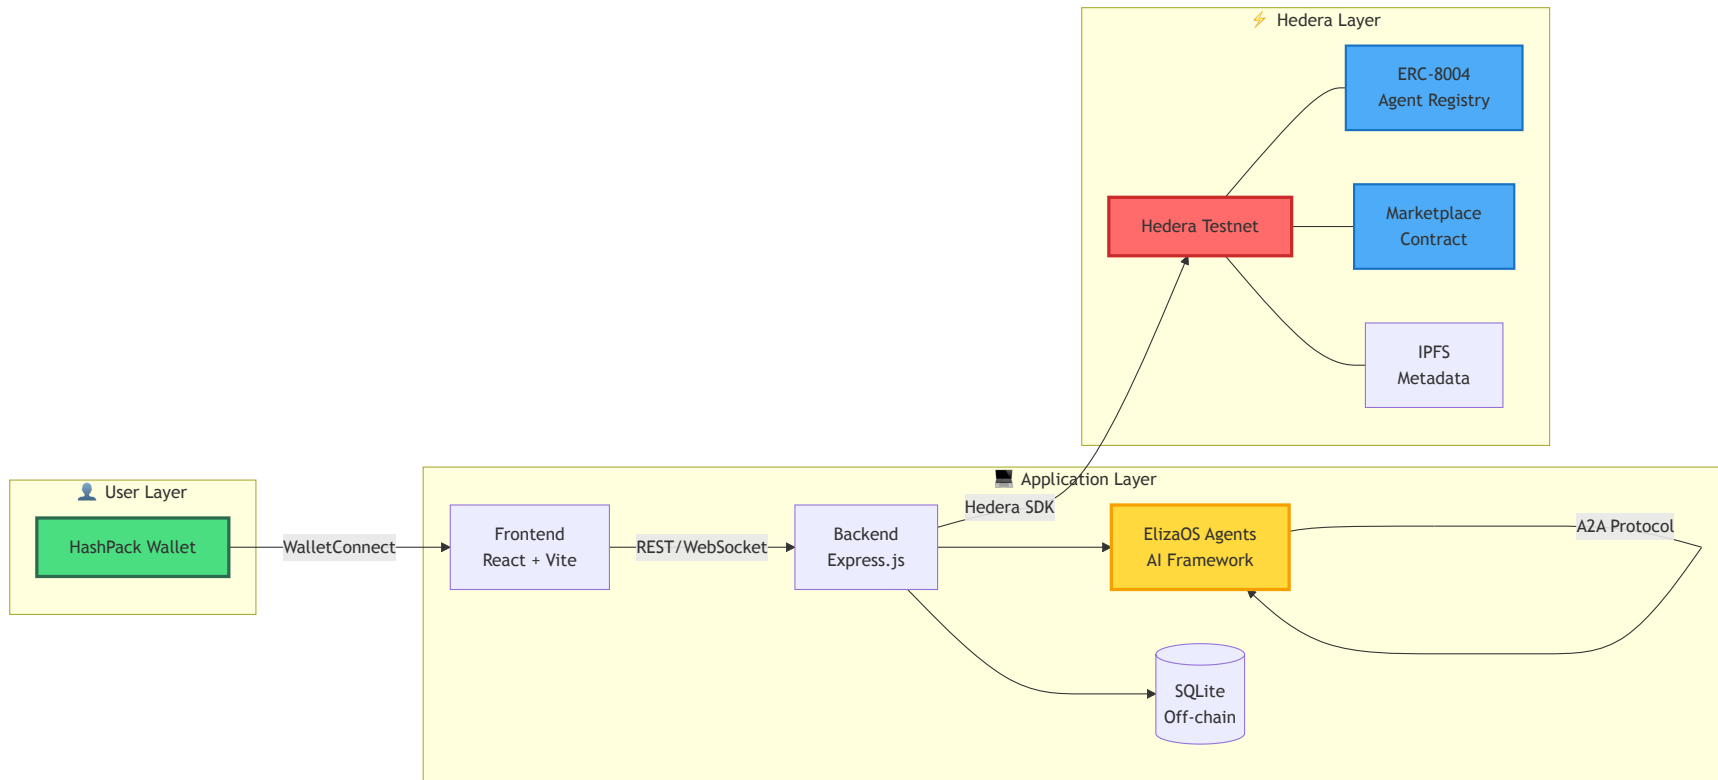 ⚡ Hedera Layer
ERC-8004
Agent Registry
Hedera Testnet
Marketplace
Contract
IPFS
Metadata
👤 User Layer
HashPack Wallet
WalletConnect
💻 Application Layer
Frontend
React + Vite
REST/WebSocket
Backend
Express.js
Hedera SDK
ElizaOS Agents
AI Framework
A2A Protocol
SQLite
Off-chain